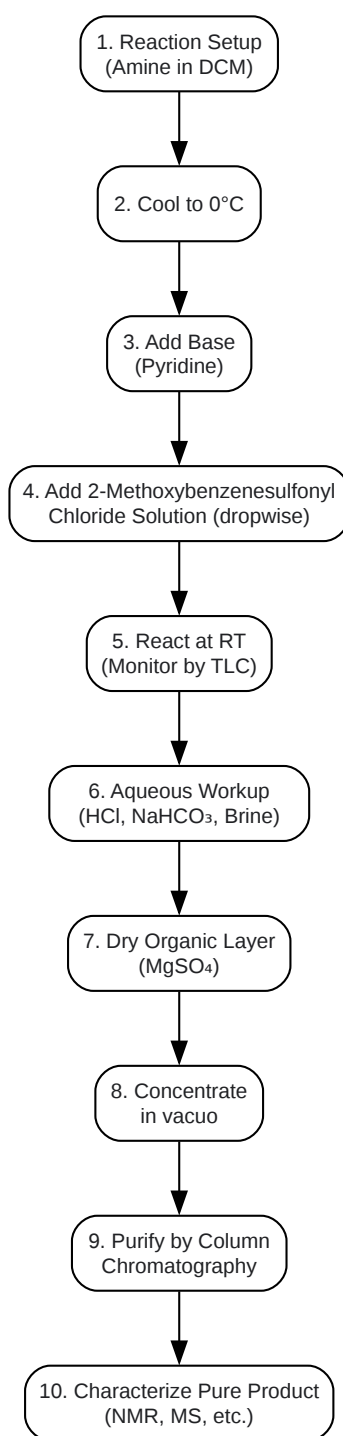 1. Reaction Setup
(Amine in DCM)
2. Cool to 0°C
3. Add Base
(Pyridine)
4. Add 2-Methoxybenzenesulfonyl
Chloride Solution (dropwise)
5. React at RT
(Monitor by TLC)
6. Aqueous Workup
(HCl, NaHCO₃, Brine)
7. Dry Organic Layer
(MgSO₄)
8. Concentrate
in vacuo
9. Purify by Column
Chromatography
10. Characterize Pure Product
(NMR, MS, etc.)